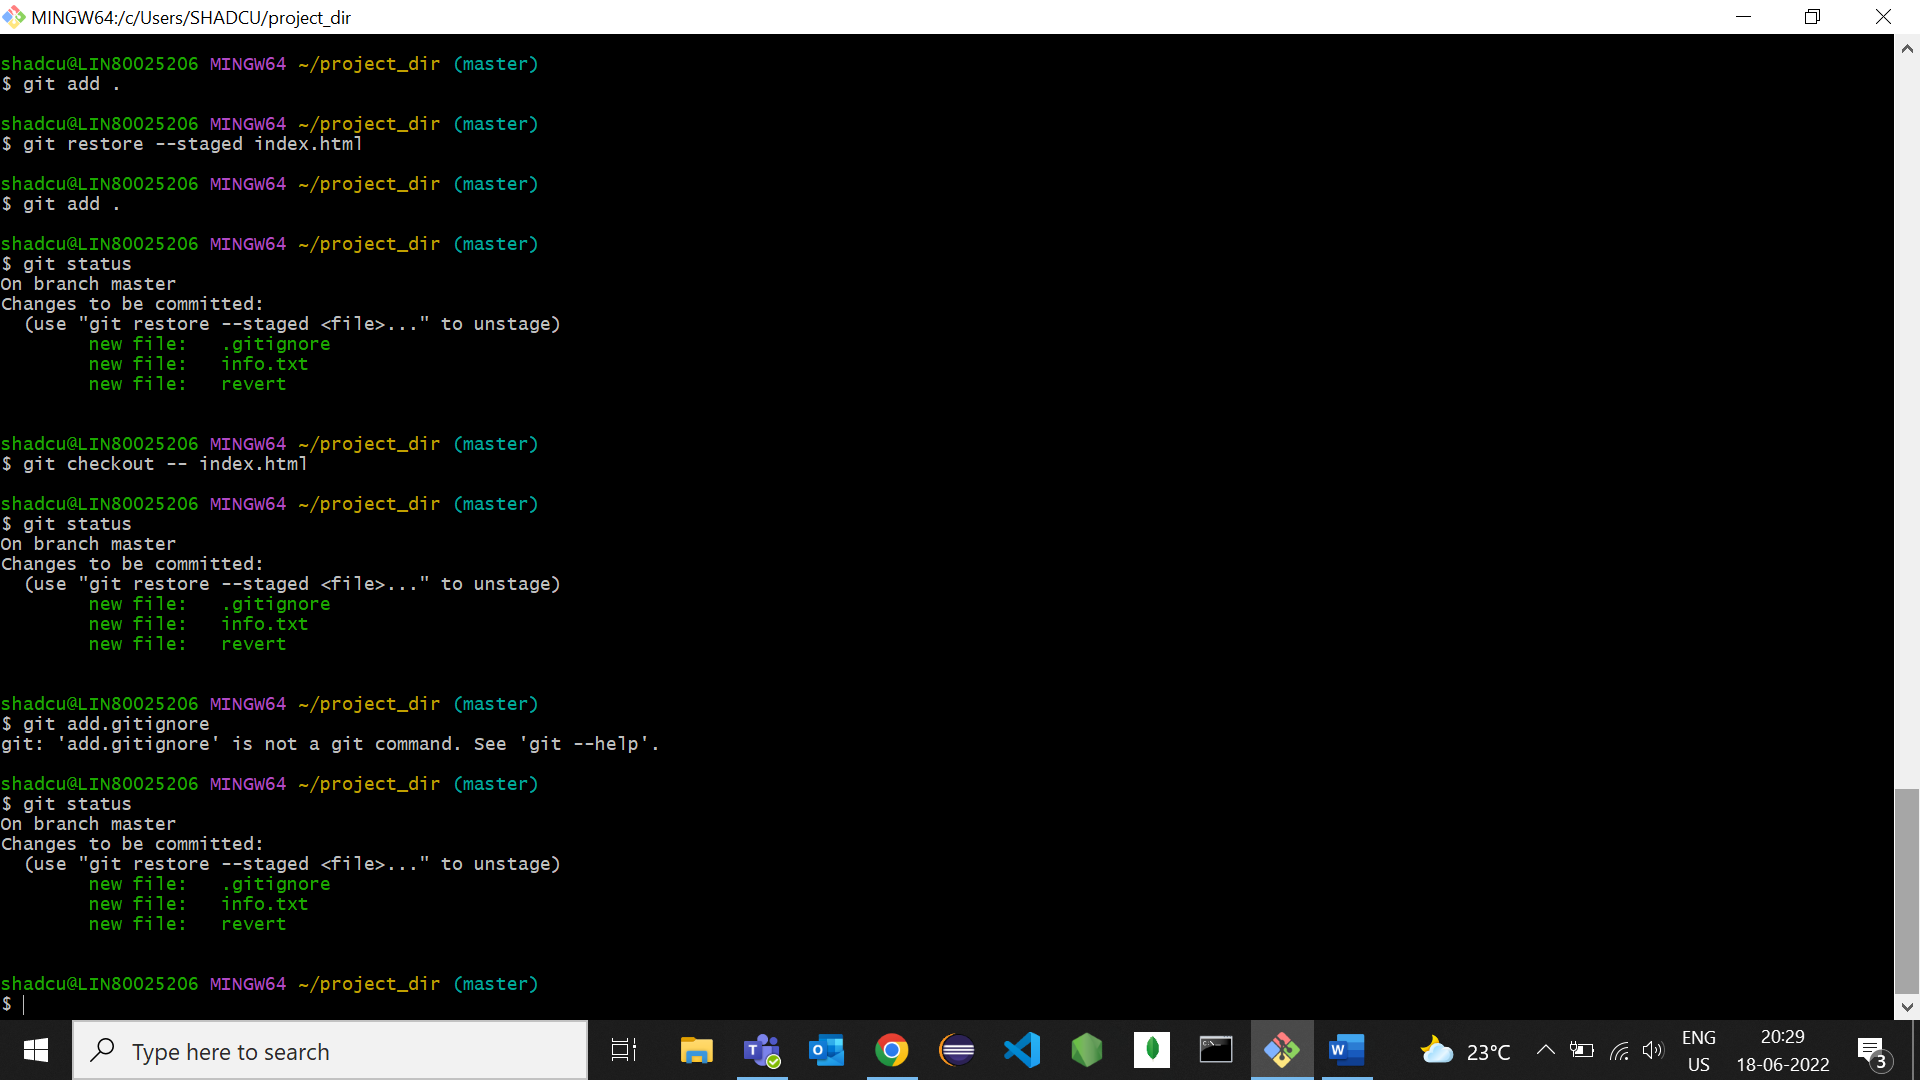 MINGW64:/c/Users/SHADCU/project_dir
shadcu@LIN80025206 MINGW64 ~/project_dir (master)
$ git add .
shadcu@LIN80025206 MINGW64 ~/project_dir (master)
$ git restore --staged index.html
shadcu@LIN80025206 MINGW64 ~/project_dir (master)
$ git add .
shadcu@LIN80025206 MINGW64 ~/project_dir (master)
$ git status
On branch master
Changes to be committed:
  (use "git restore --staged <file>..." to unstage)
        new file:   .gitignore
        new file:   info.txt
        new file:   revert
shadcu@LIN80025206 MINGW64 ~/project_dir (master)
$ git checkout -- index.html
shadcu@LIN80025206 MINGW64 ~/project_dir (master)
$ git status
On branch master
Changes to be committed:
  (use "git restore --staged <file>..." to unstage)
        new file:   .gitignore
        new file:   info.txt
        new file:   revert
shadcu@LIN80025206 MINGW64 ~/project_dir (master)
$ git add.gitignore
git: 'add.gitignore' is not a git command. See 'git --help'.
shadcu@LIN80025206 MINGW64 ~/project_dir (master)
$ git status
On branch master
Changes to be committed:
  (use "git restore --staged <file>..." to unstage)
        new file:   .gitignore
        new file:   info.txt
        new file:   revert
shadcu@LIN80025206 MINGW64 ~/project_dir (master)
$
Type here to search
23°C
ENG
US
20:29
18-06-2022
3